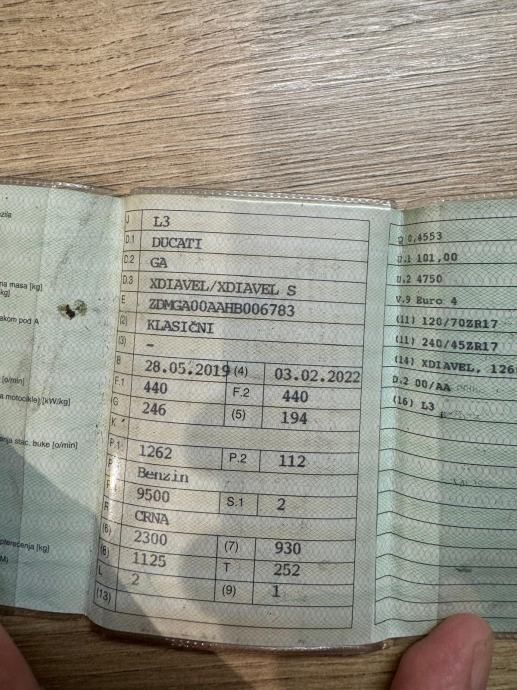 na masa [kg]
kg]
akom pod A
[o/min]
a motocikle) [kW/kg]
nja stac. buke [o/min]
pterećenja [kg]
M)
J L3
D.1 DUCATI
D.2 GA
D.3 XDIAVEL/XDIAVEL S
E ZDMGA00AAHB006783
(2) KLASIČNI
(3) -
B 28.05.2019 (4) 03.02.2022
F.1 440 F.2 440
G 246 (5) 194
K
P.1 1262 P.2 112
Benzin
9500 S.1 2
R CRNA
(6) 2300 (7) 930
(8) 1125 T 252
L 2 (9) 1
(13)
0,4553
U.1 101,00
U.2 4750
V.9 Euro 4
(11) 120/70ZR17
(11) 240/45ZR17
(14) XDIAVEL, 126
D.2 00/AA
(16) L3